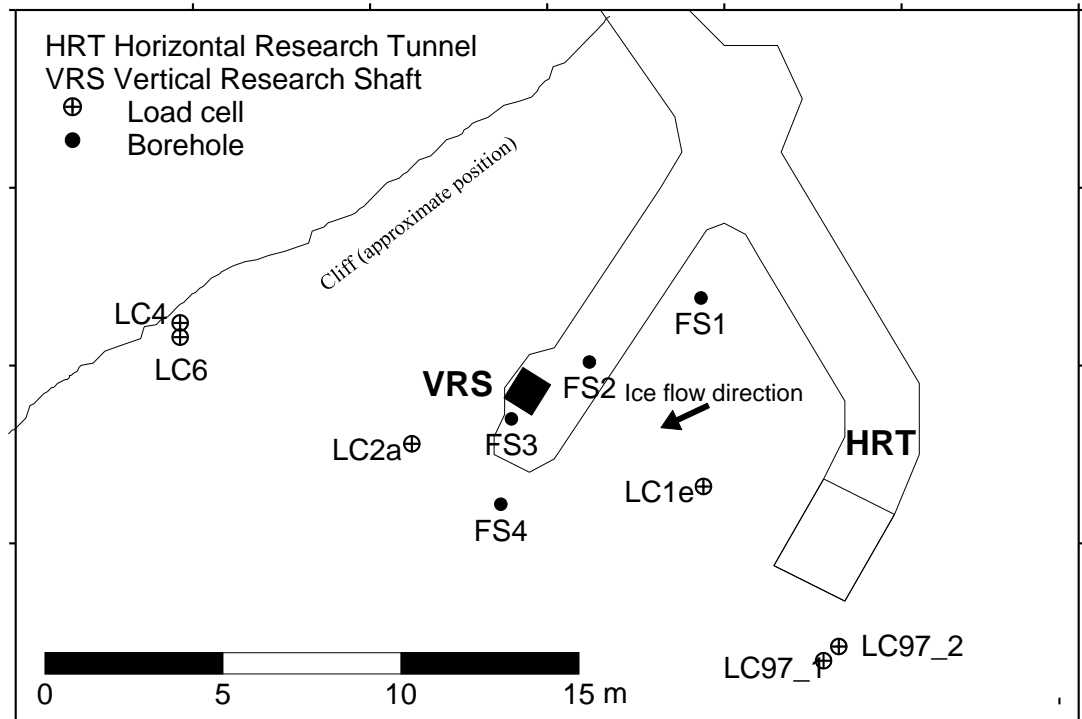 HRT Horizontal Research Tunnel
VRS Vertical Research Shaft
Load cell
Borehole
Cliff (approximate position)
LC4
LC6
FS1
VRS
FS2
Ice flow direction
FS3
HRT
LC2a
LC1e
FS4
LC97_2
LC97_1
0 5 10 15 m